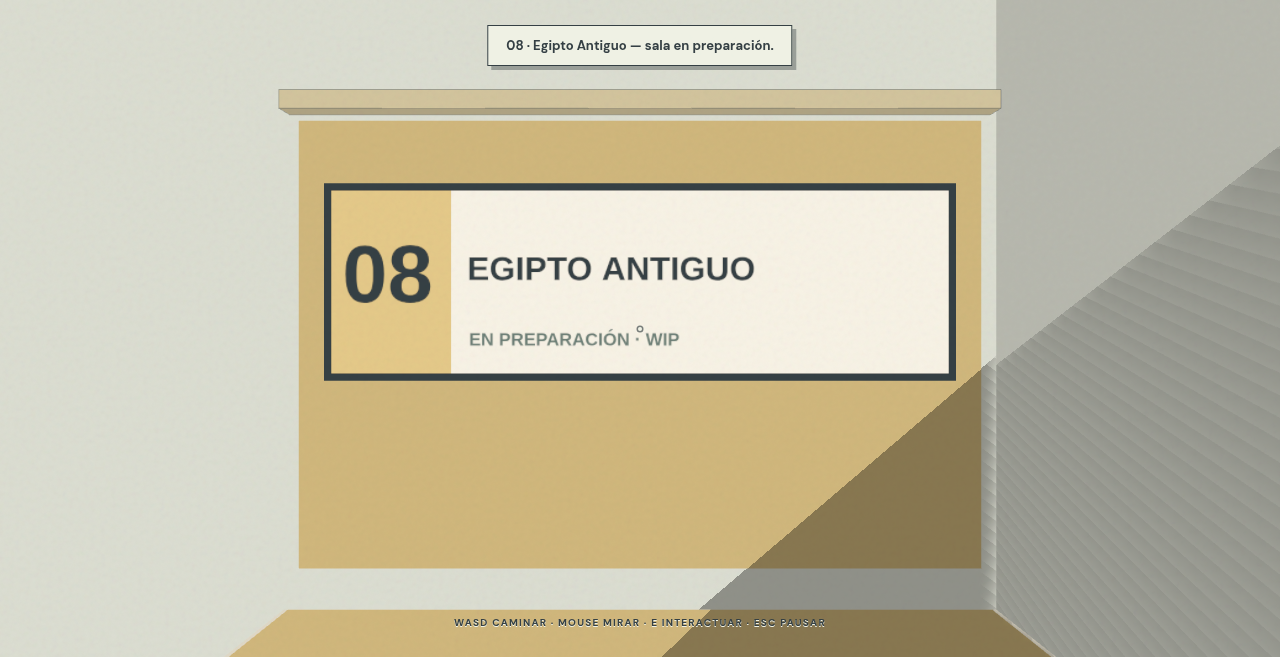 08 · Egipto Antiguo — sala en preparación.
08
EGIPTO ANTIGUO
EN PREPARACIÓN · WIP
WASD CAMINAR · MOUSE MIRAR · E INTERACTUAR · ESC PAUSAR